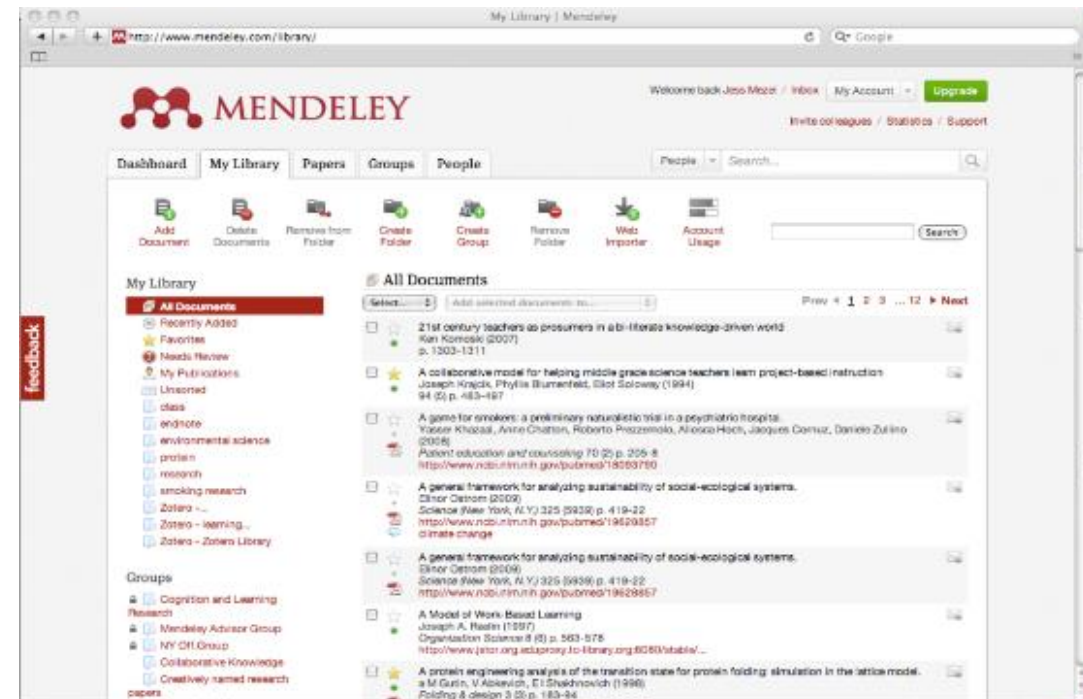 My Library | Mendeley
http://www.mendeley.com/library/
Google
MENDELEY
Welcome back Jess Mezei / Inbox
My Account
Upgrade
Invite colleagues / Statistics / Support
Dashboard
My Library
Papers
Groups
People
People
Search...
Add Document
Delete Documents
Remove from Folder
Create Folder
Create Group
Remove Folder
Web Importer
Account Usage
Search
My Library
All Documents
Recently Added
Favorites
Needs Review
My Publications
Unsorted
class
endnote
environmental science
protein
research
smoking research
Zotero -...
Zotero - learning...
Zotero - Zotero Library
Groups
Cognition and Learning
Research
Mendeley Advisor Group
NY Off.Group
Collaborative Knowledge
Creatively named research
papers
All Documents
Select...
Add selected documents to...
Prev 1 2 3 ... 12 Next
21st century teachers as prosumers in a bi-literate knowledge-driven world
Ken Komoski (2007)
p. 1303-1311
A collaborative model for helping middle grade science teachers learn project-based instruction
Joseph Krajcik, Phyllis Blumenfeld, Elliot Soloway (1994)
94 (5) p. 483-497
A game for smokers: a preliminary naturalistic trial in a psychiatric hospital.
Yasser Khazaal, Anne Chatton, Roberto Prezzemolo, Hoch, Jacques Cornuz, Daniele Zullino
(2008)
Patient education and counseling 70 (2) p. 205-8
http://www.ncbi.nlm.nih.gov/pubmed/18093790
A general framework for analyzing sustainability of social-ecological systems.
Elinor Ostrom (2009)
Science (New York, N.Y.) 325 (5939) p. 419-22
http://www.ncbi.nlm.nih.gov/pubmed/19628857
climate change
A general framework for analyzing sustainability of social-ecological systems.
Elinor Ostrom (2009)
Science (New York, N.Y.) 325 (5939) p. 419-22
http://www.ncbi.nlm.nih.gov/pubmed/19628857
A Model of Work-Based Learning
Joseph A. Raelin (1997)
Organization Science 8 (6) p. 563-578
A protein engineering analysis of the transition state for protein folding: simulation in the lattice model.
a M Gutin, V Abkevich, E I Shakhnovich (1998)
Folding & design 3 (3) p. 183-94
feedback